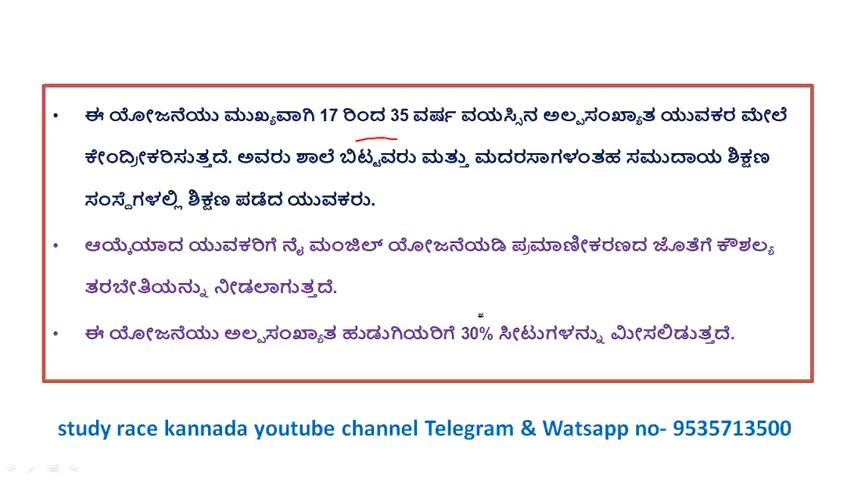 • ಈ ಯೋಜನೆಯು ಮುಖ್ಯವಾಗಿ 17 ರಿಂದ 35 ವರ್ಷ ವಯಸ್ಸಿನ ಅಲ್ಪಸಂಖ್ಯಾತ ಯುವಕರ ಮೇಲೆ
ಕೇಂದ್ರೀಕರಿಸುತ್ತದೆ. ಅವರು ಶಾಲೆ ಬಿಟ್ಟವರು ಮತ್ತು ಮದರಸಾಗಳಂತಹ ಸಮುದಾಯ ಶಿಕ್ಷಣ
ಸಂಸ್ಥೆಗಳಲ್ಲಿ ಶಿಕ್ಷಣ ಪಡೆದ ಯುವಕರು.
• ಆಯ್ಕೆಯಾದ ಯುವಕರಿಗೆ ನೈ ಮಂಜಿಲ್ ಯೋಜನೆಯಡಿ ಪ್ರಮಾಣೀಕರಣದ ಜೊತೆಗೆ ಕೌಶಲ್ಯ
ತರಬೇತಿಯನ್ನು ನೀಡಲಾಗುತ್ತದೆ.
• ಈ ಯೋಜನೆಯು ಅಲ್ಪಸಂಖ್ಯಾತ ಹುಡುಗಿಯರಿಗೆ 30% ಸೀಟುಗಳನ್ನು ಮೀಸಲಿಡುತ್ತದೆ.
study race kannada youtube channel Telegram & Watsapp no- 9535713500